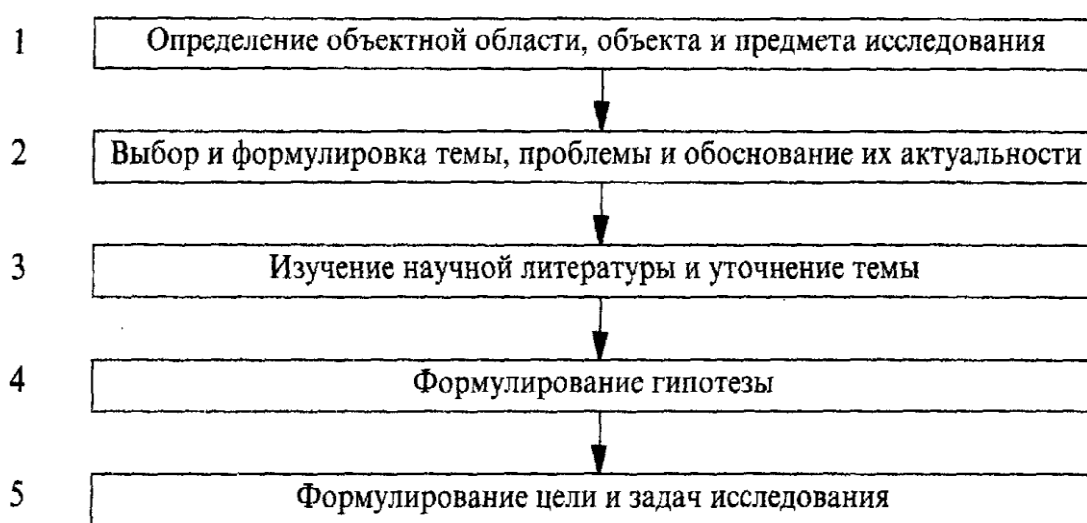 1 Определение объектной области, объекта и предмета исследования
2 Выбор и формулировка темы, проблемы и обоснование их актуальности
3 Изучение научной литературы и уточнение темы
4 Формулирование гипотезы
5 Формулирование цели и задач исследования